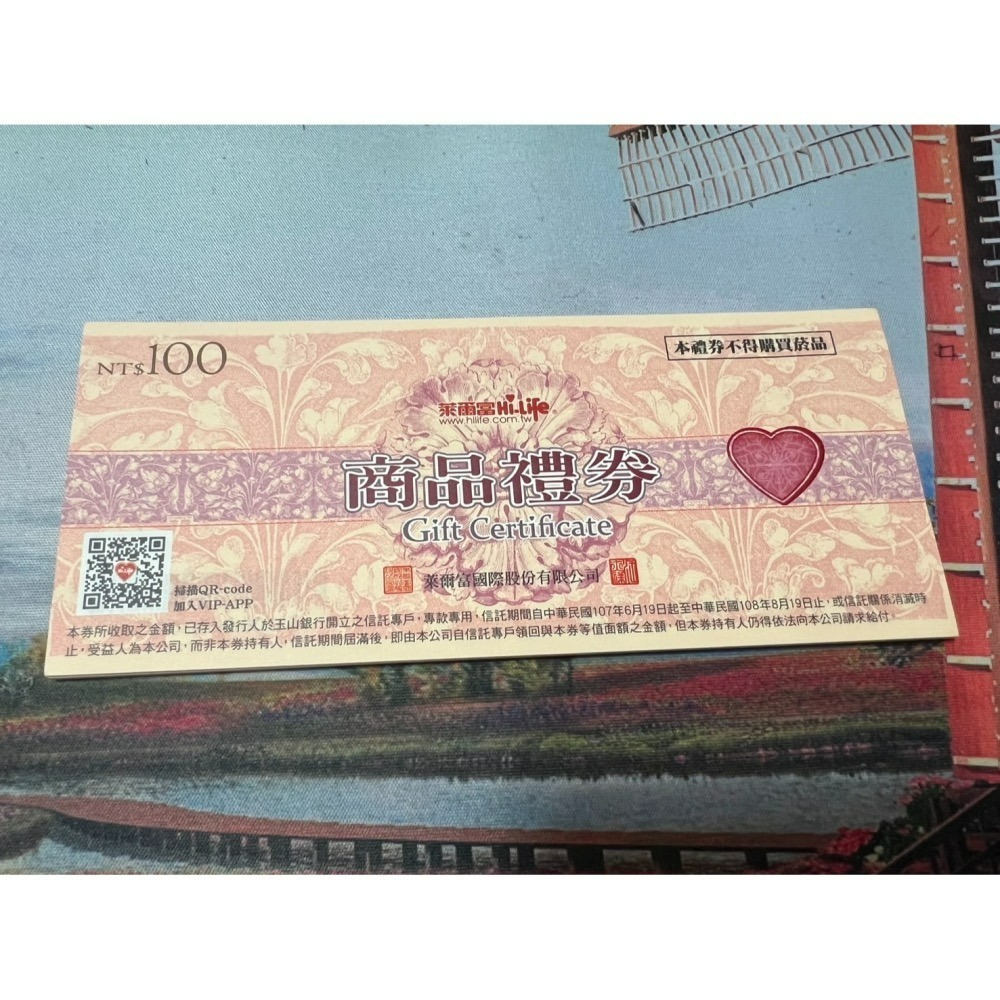 NT$100
本禮券不得購買菸品
萊爾富Hi-Life
www.hilife.com.tw
商品禮券
Gift Certificate
萊爾富國際股份有限公司
掃描QR-code
加入VIP-APP
本券所收取之金額，已存入發行人於玉山銀行開立之信託專戶，專款專用，信託期間自中華民國107年6月19日起至中華民國108年8月19日止，或信託關係消滅時
止，受益人為本公司，而非本券持有人，信託期間屆滿後，即由本公司自信託專戶領回與本券等值面額之金額，但本券持有人仍得依法向本公司請求給付。